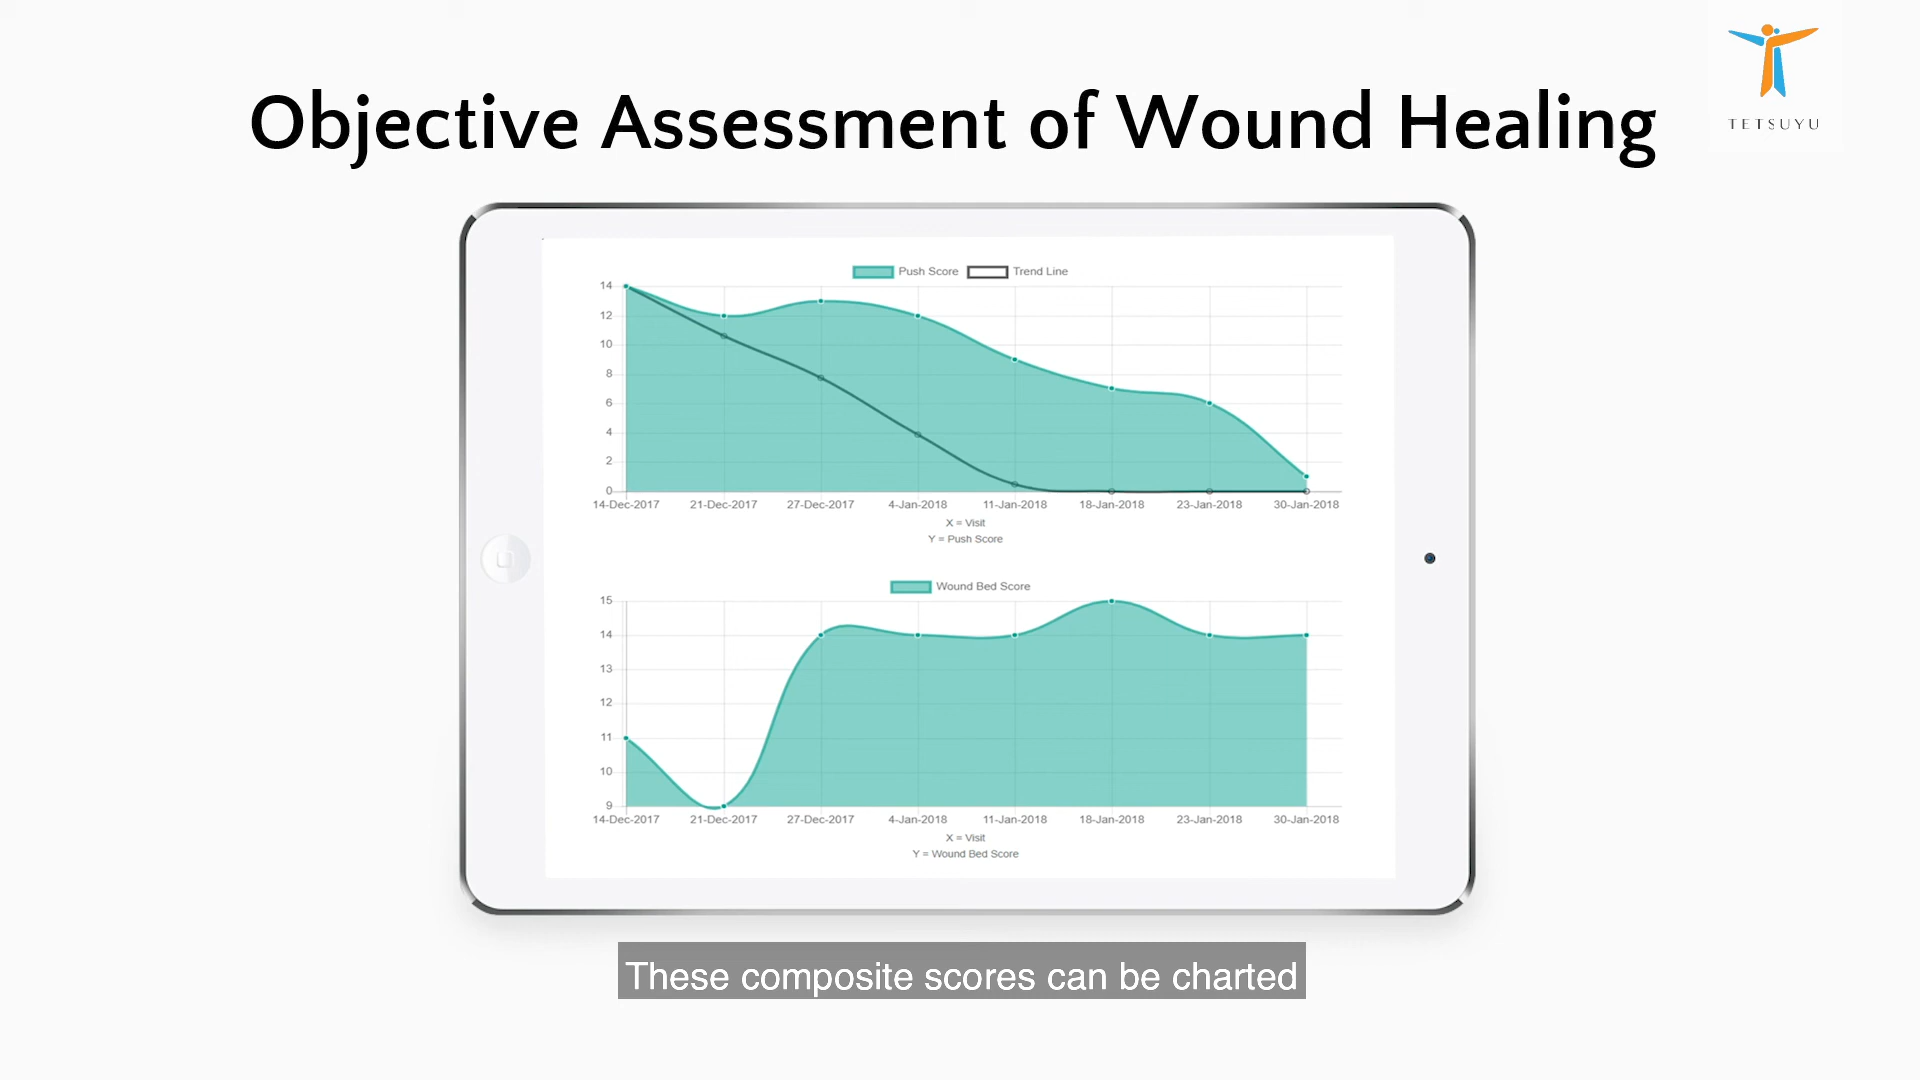 TETSUYU
Objective Assessment of Wound Healing
Push Score Trend Line
14
12
10
8
6
4
2
0
14-Dec-2017 21-Dec-2017 27-Dec-2017 4-Jan-2018 11-Jan-2018 18-Jan-2018 23-Jan-2018 30-Jan-2018
X = Visit
Y = Push Score
Wound Bed Score
15
14
13
12
11
10
9
14-Dec-2017 21-Dec-2017 27-Dec-2017 4-Jan-2018 11-Jan-2018 18-Jan-2018 23-Jan-2018 30-Jan-2018
X = Visit
Y = Wound Bed Score
These composite scores can be charted